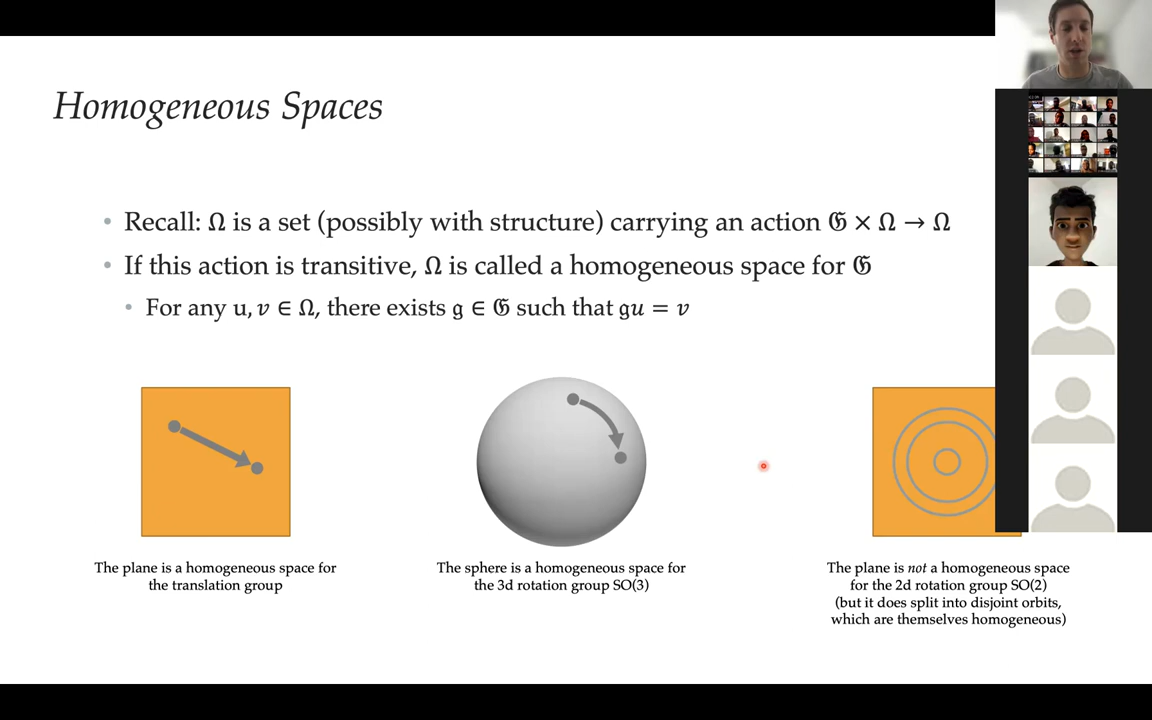 Homogeneous Spaces
• Recall: Ω is a set (possibly with structure) carrying an action 𝔊 × Ω → Ω
• If this action is transitive, Ω is called a homogeneous space for 𝔊
• For any u, v ∈ Ω, there exists 𝔤 ∈ 𝔊 such that 𝔤u = v
The plane is a homogeneous space for
the translation group
The sphere is a homogeneous space for
the 3d rotation group SO(3)
The plane is not a homogeneous space
for the 2d rotation group SO(2)
(but it does split into disjoint orbits,
which are themselves homogeneous)